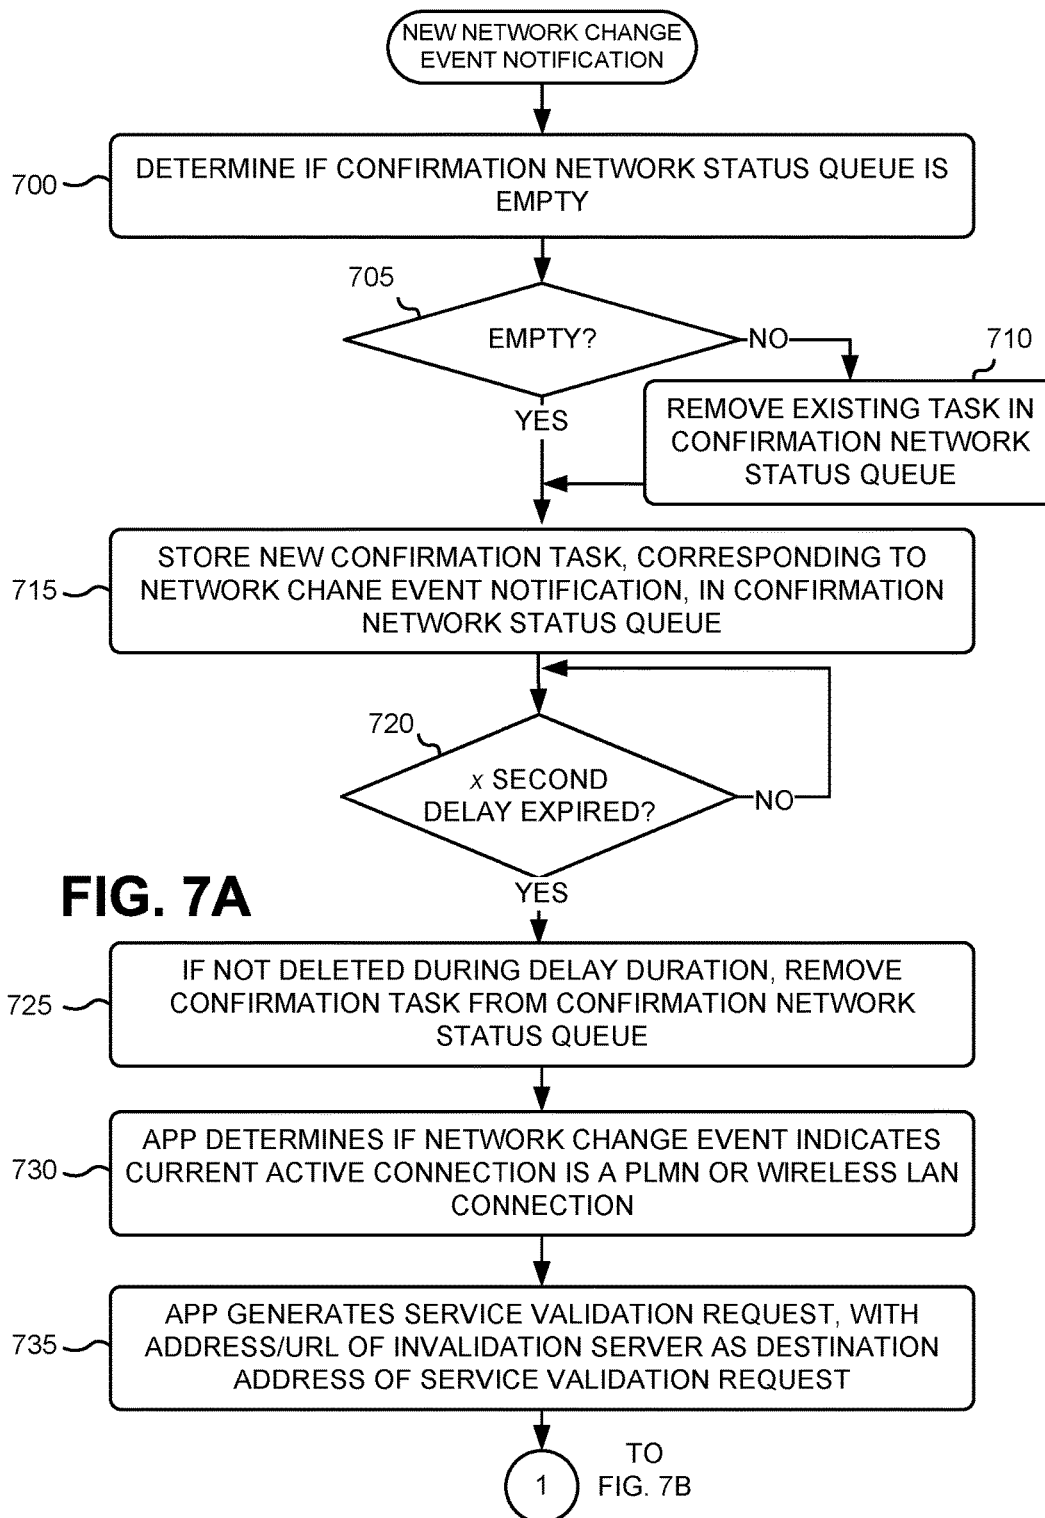 NEW NETWORK CHANGE
EVENT NOTIFICATION
700
DETERMINE IF CONFIRMATION NETWORK STATUS QUEUE IS
EMPTY
705
EMPTY?
NO
710
YES
REMOVE EXISTING TASK IN
CONFIRMATION NETWORK
STATUS QUEUE
715
STORE NEW CONFIRMATION TASK, CORRESPONDING TO
NETWORK CHANE EVENT NOTIFICATION, IN CONFIRMATION
NETWORK STATUS QUEUE
720
x SECOND
DELAY EXPIRED?
NO
YES
FIG. 7A
725
IF NOT DELETED DURING DELAY DURATION, REMOVE
CONFIRMATION TASK FROM CONFIRMATION NETWORK
STATUS QUEUE
730
APP DETERMINES IF NETWORK CHANGE EVENT INDICATES
CURRENT ACTIVE CONNECTION IS A PLMN OR WIRELESS LAN
CONNECTION
735
APP GENERATES SERVICE VALIDATION REQUEST, WITH
ADDRESS/URL OF INVALIDATION SERVER AS DESTINATION
ADDRESS OF SERVICE VALIDATION REQUEST
1
TO
FIG. 7B